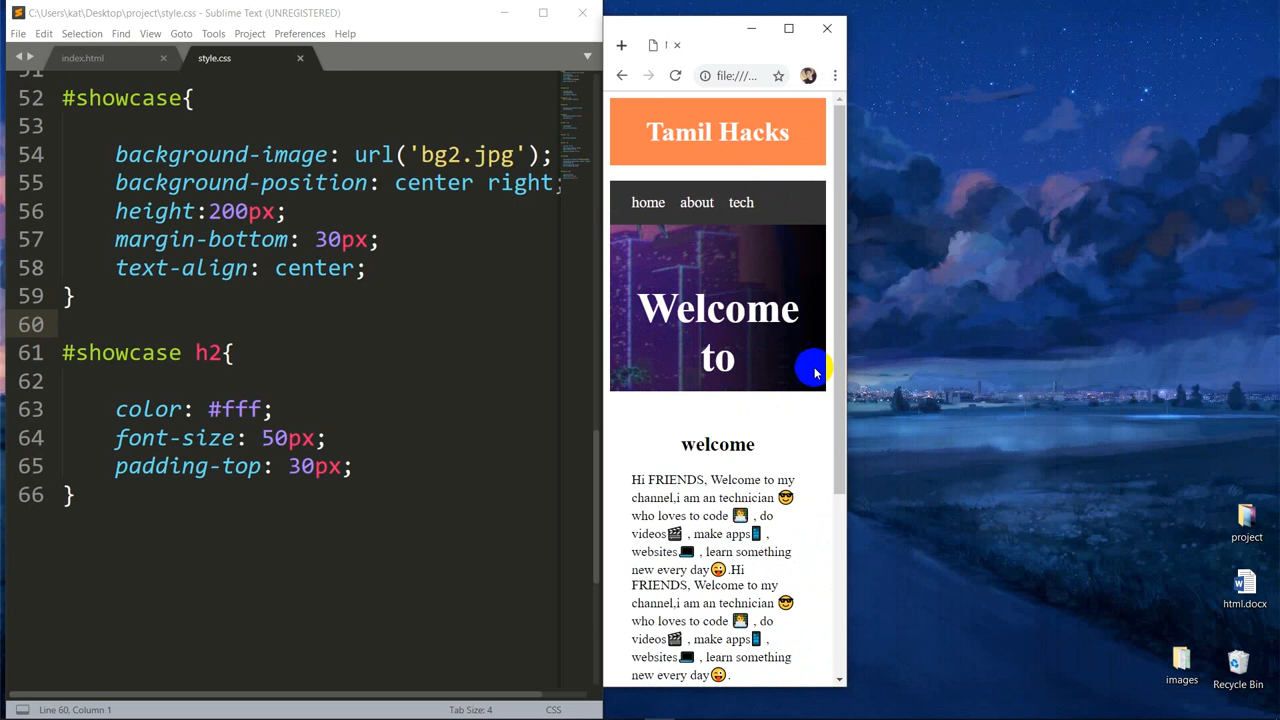 C:\Users\kat\Desktop\project\style.css - Sublime Text (UNREGISTERED)
File Edit Selection Find View Goto Tools Project Preferences Help
index.html style.css
52 #showcase{
53
54 background-image: url('bg2.jpg');
55 background-position: center right;
56 height:200px;
57 margin-bottom: 30px;
58 text-align: center;
59 }
60
61 #showcase h2{
62
63 color: #fff;
64 font-size: 50px;
65 padding-top: 30px;
66 }
Line 60, Column 1 Tab Size: 4 CSS
file:///...
Tamil Hacks
home about tech
Welcome
to
welcome
Hi FRIENDS, Welcome to my
channel,i am an technician 😎
who loves to code 👨‍💻 , do
videos🎬 , make apps📱 ,
websites💻 , learn something
new every day😜.Hi
FRIENDS, Welcome to my
channel,i am an technician 😎
who loves to code 👨‍💻 , do
videos🎬 , make apps📱 ,
websites💻 , learn something
new every day😜.
project
html.docx
images
Recycle Bin